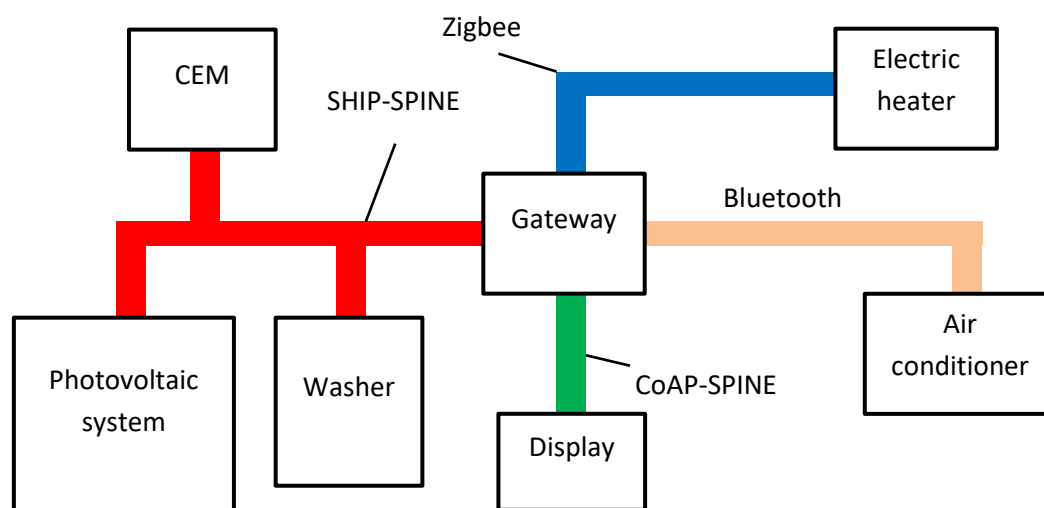 Zigbee
CEM
Electric
heater
SHIP-SPINE
Gateway
Bluetooth
Photovoltaic
system
Washer
Air
conditioner
CoAP-SPINE
Display